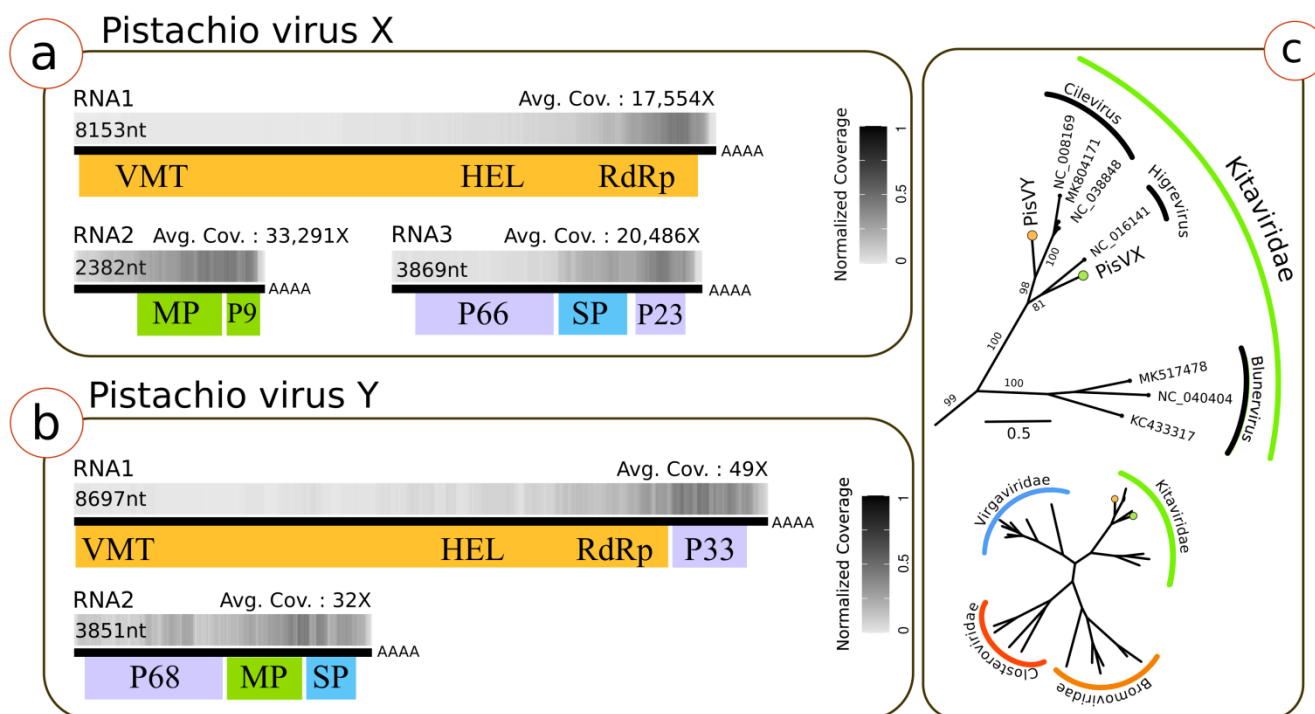 a
Pistachio virus X
RNA1
Avg. Cov. : 17,554X
8153nt
AAAA
VMT HEL RdRp
RNA2
Avg. Cov. : 33,291X
2382nt
AAAA
MP P9
RNA3
Avg. Cov. : 20,486X
3869nt
AAAA
P66 SP P23
Normalized Coverage
1
0.5
0
b
Pistachio virus Y
RNA1
Avg. Cov. : 49X
8697nt
AAAA
VMT HEL RdRp P33
RNA2
Avg. Cov. : 32X
3851nt
AAAA
P68 MP SP
Normalized Coverage
1
0.5
0
c
Cilevirus
NC_008169
MK804171
NC_038848
Higrevirus
NC_016141
PisVY
PisVX
Kitaviridae
100
98
81
100
100
99
MK517478
NC_040404
KC433317
Blunervirus
0.5
Virgaviridae
Kitaviridae
Closteroviridae
Bromoviridae